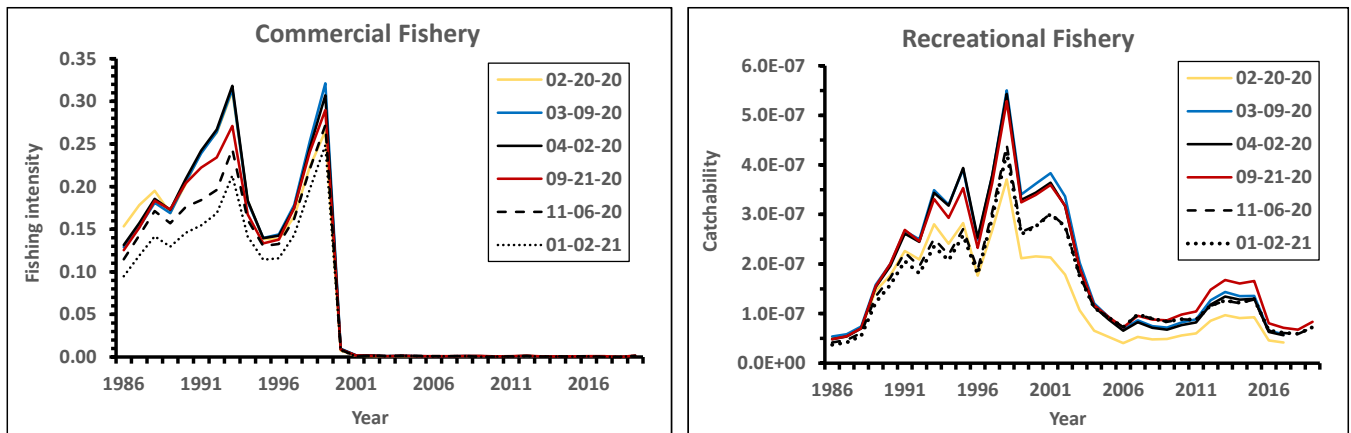 Commercial Fishery
0.35
0.30
0.25
0.20
0.15
0.10
0.05
0.00
Fishing intensity
02-20-20
03-09-20
04-02-20
09-21-20
11-06-20
01-02-21
1986 1991 1996 2001 2006 2011 2016
Year
Recreational Fishery
6.0E-07
5.0E-07
4.0E-07
3.0E-07
2.0E-07
1.0E-07
0.0E+00
Catchability
02-20-20
03-09-20
04-02-20
09-21-20
11-06-20
01-02-21
1986 1991 1996 2001 2006 2011 2016
Year